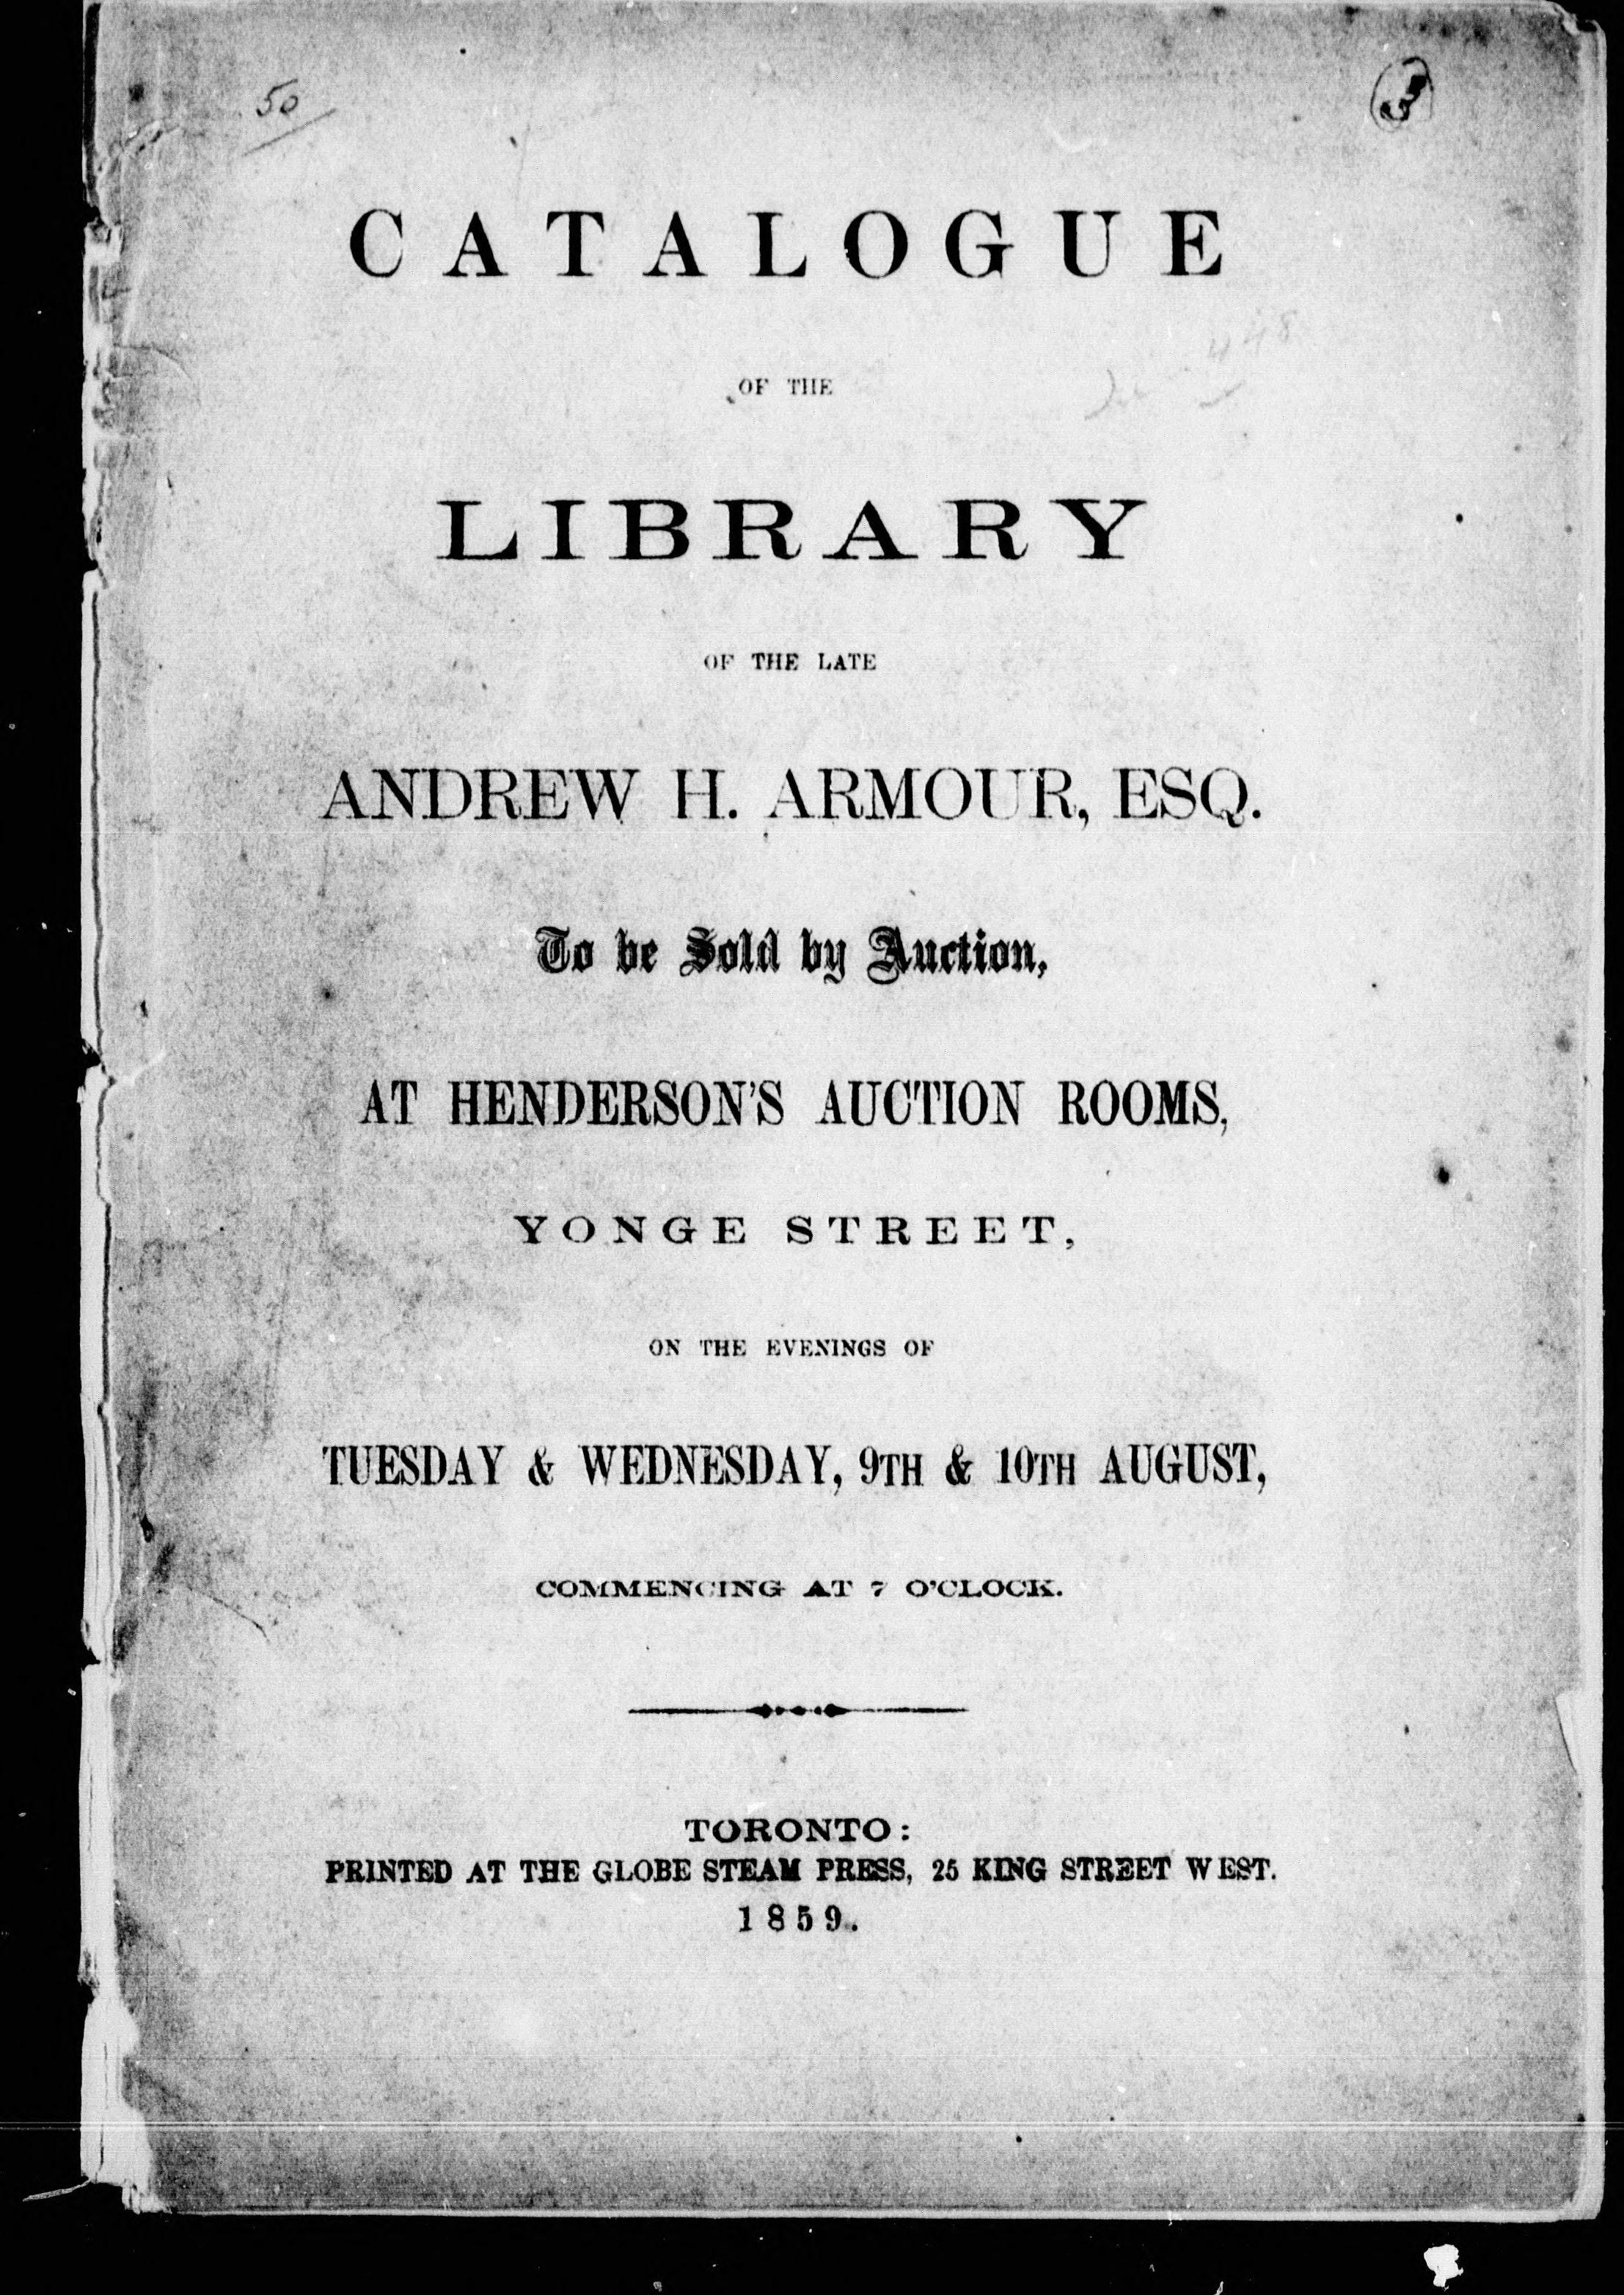 50
3
CATALOGUE
448
OF THE
LIBRARY
OF THE LATE
ANDREW H. ARMOUR, ESQ.
To be Sold by Auction,
AT HENDERSON'S AUCTION ROOMS,
YONGE STREET,
ON THE EVENINGS OF
TUESDAY & WEDNESDAY, 9TH & 10TH AUGUST,
COMMENCING AT 7 O'CLOCK.
TORONTO:
PRINTED AT THE GLOBE STEAM PRESS, 25 KING STREET WEST.
1859.